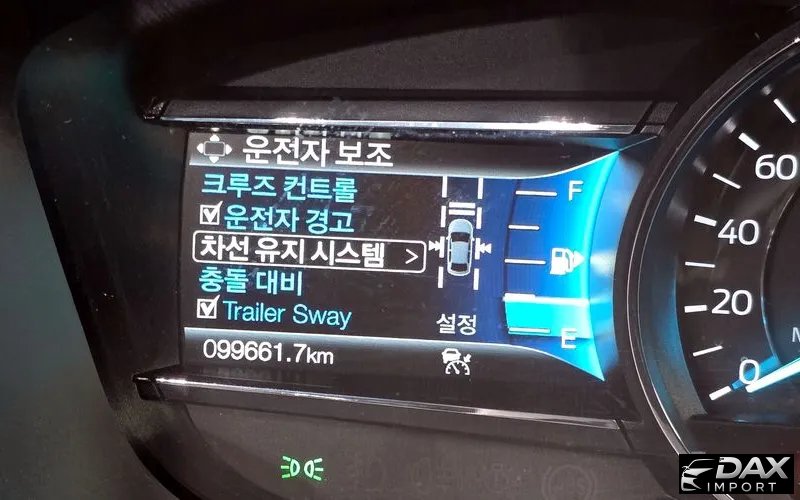 운전자 보조
크루즈 컨트롤
운전자 경고
차선 유지 시스템 >
충돌 대비
Trailer Sway
설정
099661.7km
F
E
60
40
20
0
DAX
IMPORT